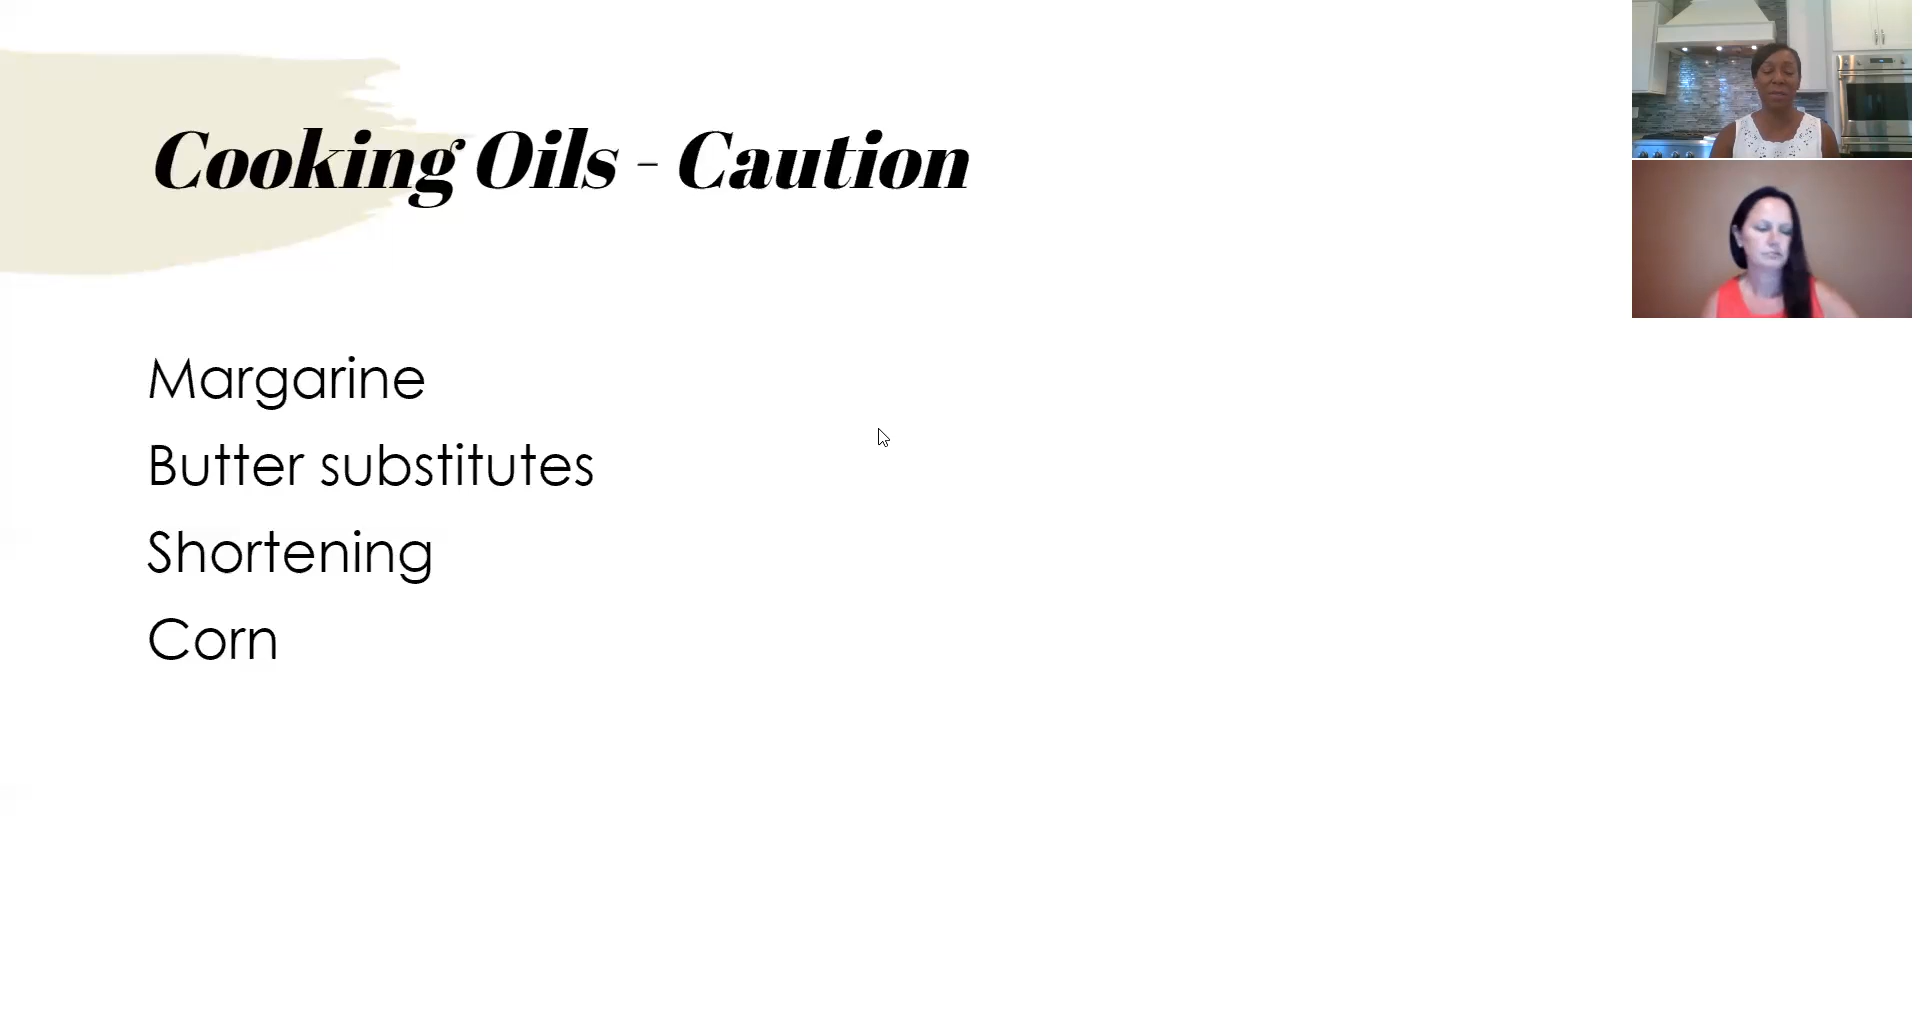 Cooking Oils - Caution
Margarine
Butter substitutes
Shortening
Corn